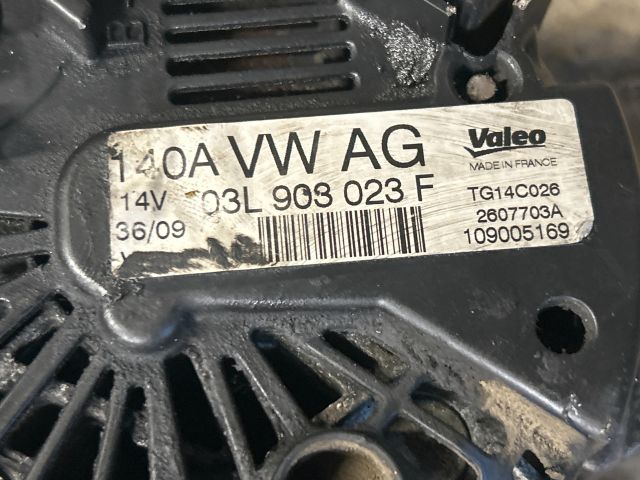 B
140A VW AG
14V 03L 903 023 F
36/09
Valeo
MADE IN FRANCE
TG14C026
2607703A
109005169